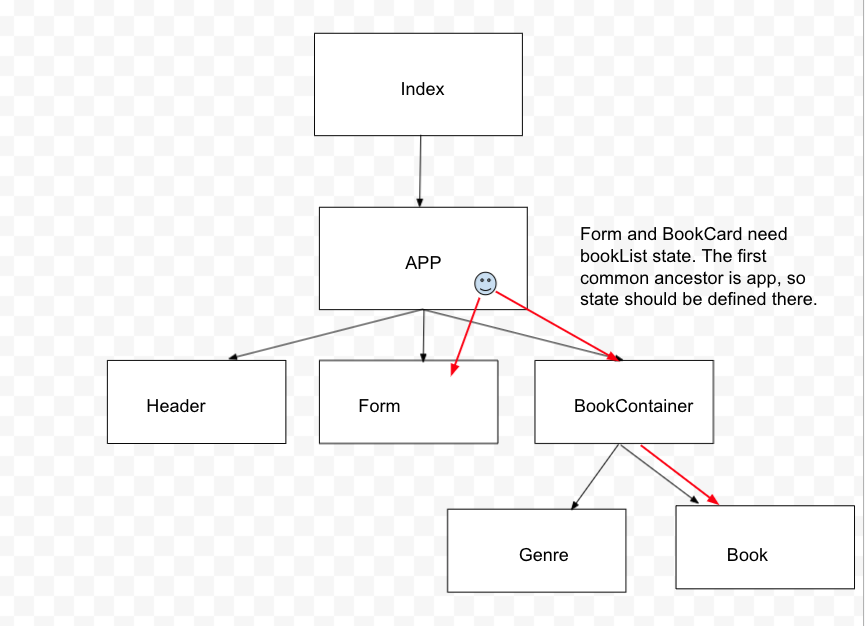 Index
APP
Form and BookCard need
bookList state. The first
common ancestor is app, so
state should be defined there.
Header
Form
BookContainer
Genre
Book